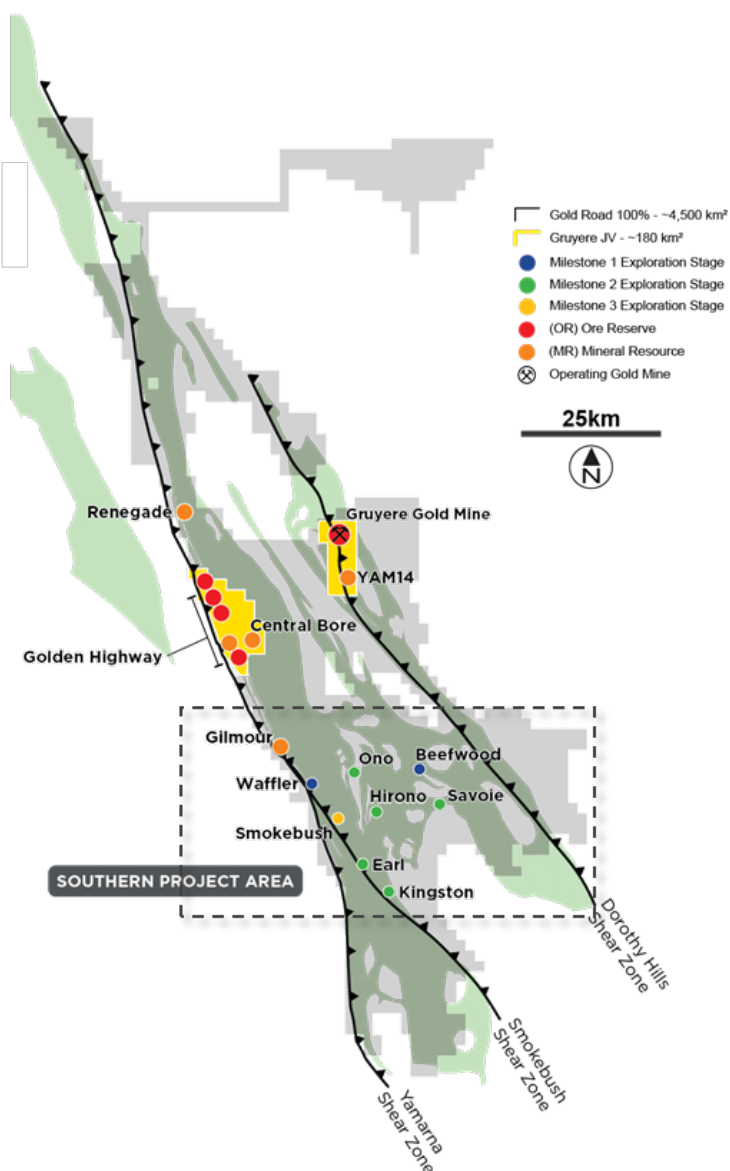 Gold Road 100% - ~4,500 km²
Gruyere JV - ~180 km²
Milestone 1 Exploration Stage
Milestone 2 Exploration Stage
Milestone 3 Exploration Stage
(OR) Ore Reserve
(MR) Mineral Resource
Operating Gold Mine
25km
N
Renegade
Gruyere Gold Mine
YAM14
Central Bore
Golden Highway
Gilmour
Ono
Beefwood
Waffler
Hirono
Savoie
Smokebush
Earl
SOUTHERN PROJECT AREA
Kingston
Dorothy Hills
Shear Zone
Smokebush
Shear Zone
Yamarna
Shear Zone